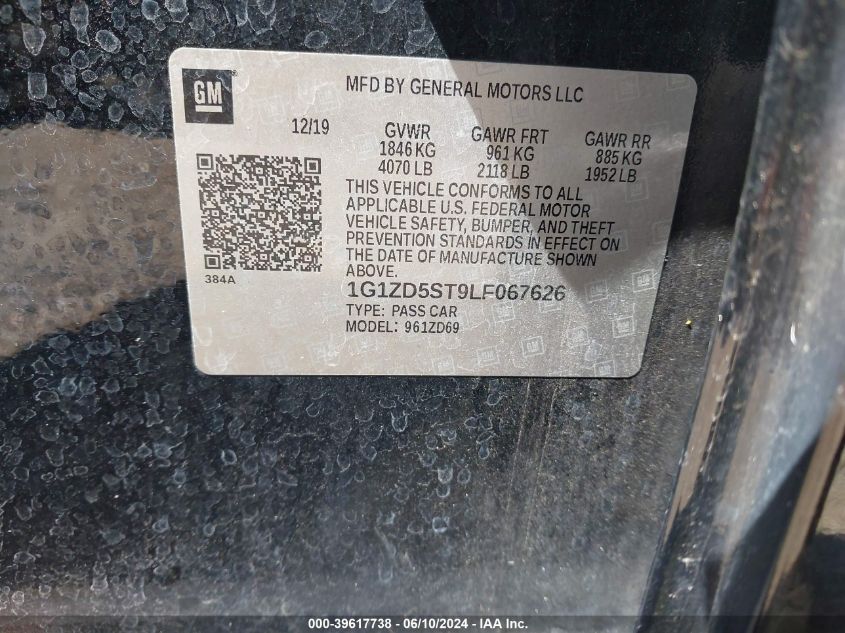 GM
MFD BY GENERAL MOTORS LLC
12/19 GVWR GAWR FRT GAWR RR
1846 KG 961 KG 885 KG
4070 LB 2118 LB 1952 LB
THIS VEHICLE CONFORMS TO ALL
APPLICABLE U.S. FEDERAL MOTOR
VEHICLE SAFETY, BUMPER, AND THEFT
PREVENTION STANDARDS IN EFFECT ON
THE DATE OF MANUFACTURE SHOWN
ABOVE.
384A
1G1ZD5ST9LF067626
TYPE: PASS CAR
MODEL: 961ZD69
000-39617738 - 06/10/2024 - IAA Inc.